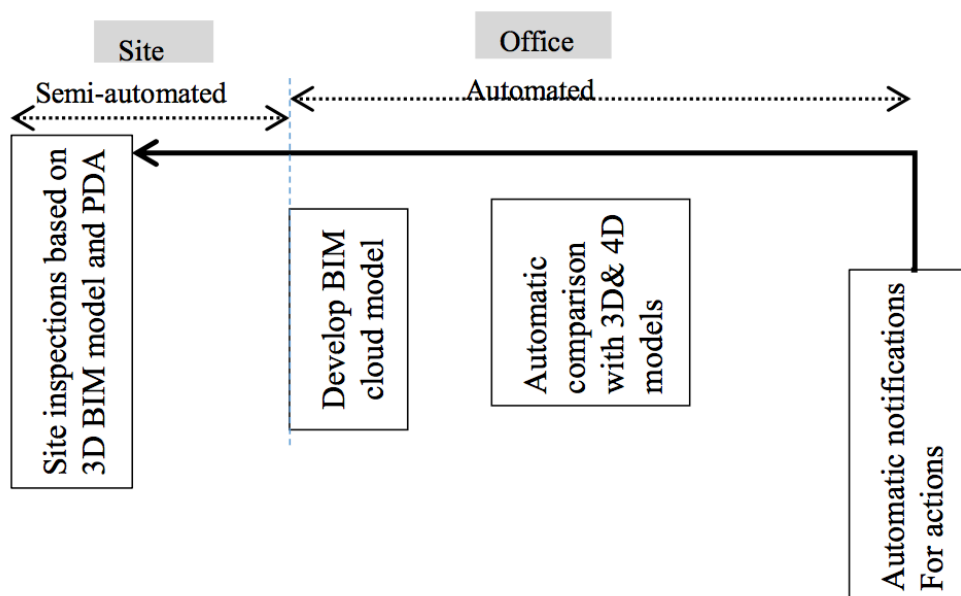 Site
Office
Semi-automated
Automated
Site inspections based on
3D BIM model and PDA
Develop BIM
cloud model
Automatic
comparison
with 3D& 4D
models
Automatic notifications
For actions